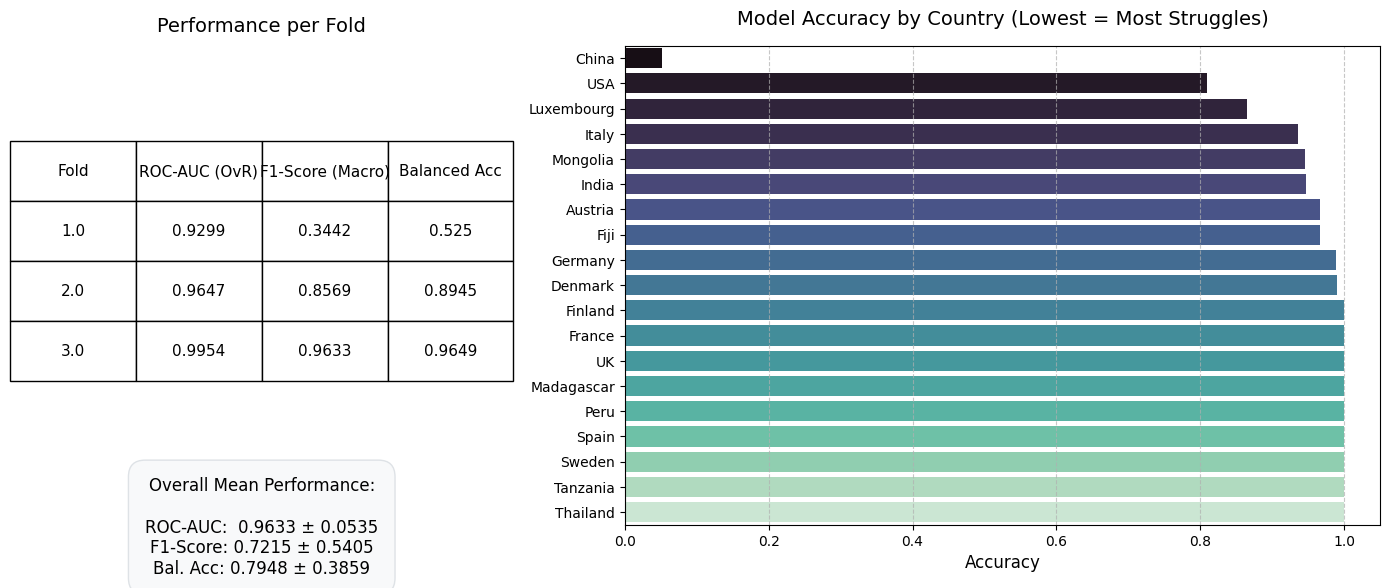 Performance per Fold
Fold ROC-AUC (OvR) F1-Score (Macro) Balanced Acc
1.0 0.9299 0.3442 0.525
2.0 0.9647 0.8569 0.8945
3.0 0.9954 0.9633 0.9649
Overall Mean Performance:
ROC-AUC:  0.9633 ± 0.0535
F1-Score: 0.7215 ± 0.5405
Bal. Acc: 0.7948 ± 0.3859
Model Accuracy by Country (Lowest = Most Struggles)
China
USA
Luxembourg
Italy
Mongolia
India
Austria
Fiji
Germany
Denmark
Finland
France
UK
Madagascar
Peru
Spain
Sweden
Tanzania
Thailand
0.0 0.2 0.4 0.6 0.8 1.0
Accuracy